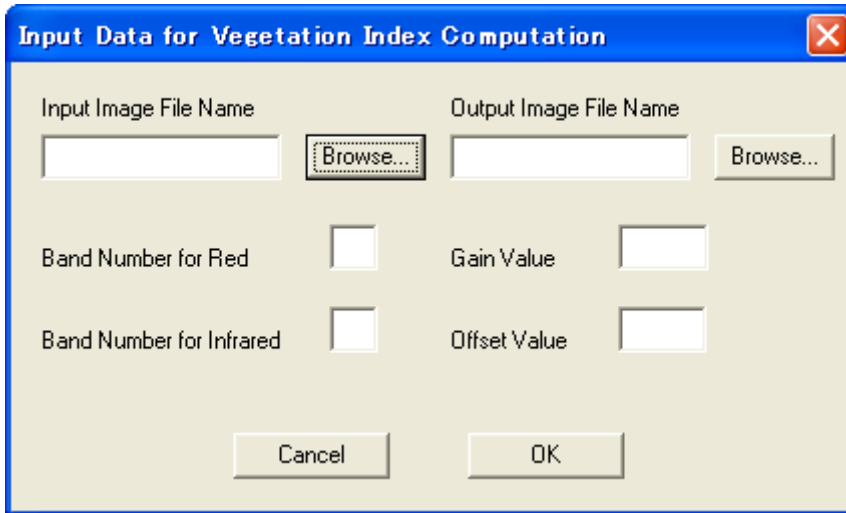 Input Data for Vegetation Index Computation
Input Image File Name Output Image File Name
Browse... Browse...
Band Number for Red Gain Value
Band Number for Infrared Offset Value
Cancel OK